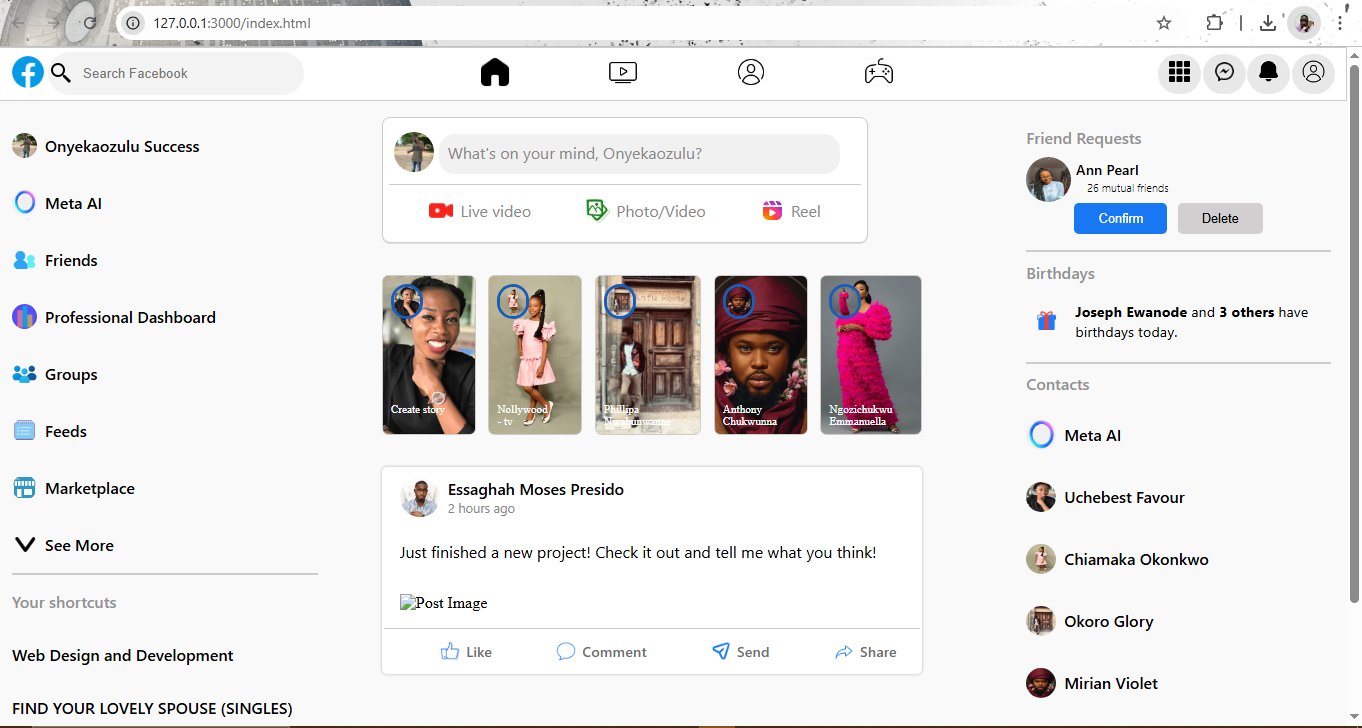 127.0.0.1:3000/index.html
Search Facebook
Onyekaozulu Success
Meta AI
Friends
Professional Dashboard
Groups
Feeds
Marketplace
See More
Your shortcuts
Web Design and Development
FIND YOUR LOVELY SPOUSE (SINGLES)
What's on your mind, Onyekaozulu?
Live video
Photo/Video
Reel
Create story
Nollywood
- tv
Phillipa
Nwabunwanne
Anthony
Chukwunna
Ngozichukwu
Emmanuella
Essaghah Moses Presido
2 hours ago
Just finished a new project! Check it out and tell me what you think!
Post Image
Like
Comment
Send
Share
Friend Requests
Ann Pearl
26 mutual friends
Confirm
Delete
Birthdays
Joseph Ewanode and 3 others have
birthdays today.
Contacts
Meta AI
Uchebest Favour
Chiamaka Okonkwo
Okoro Glory
Mirian Violet